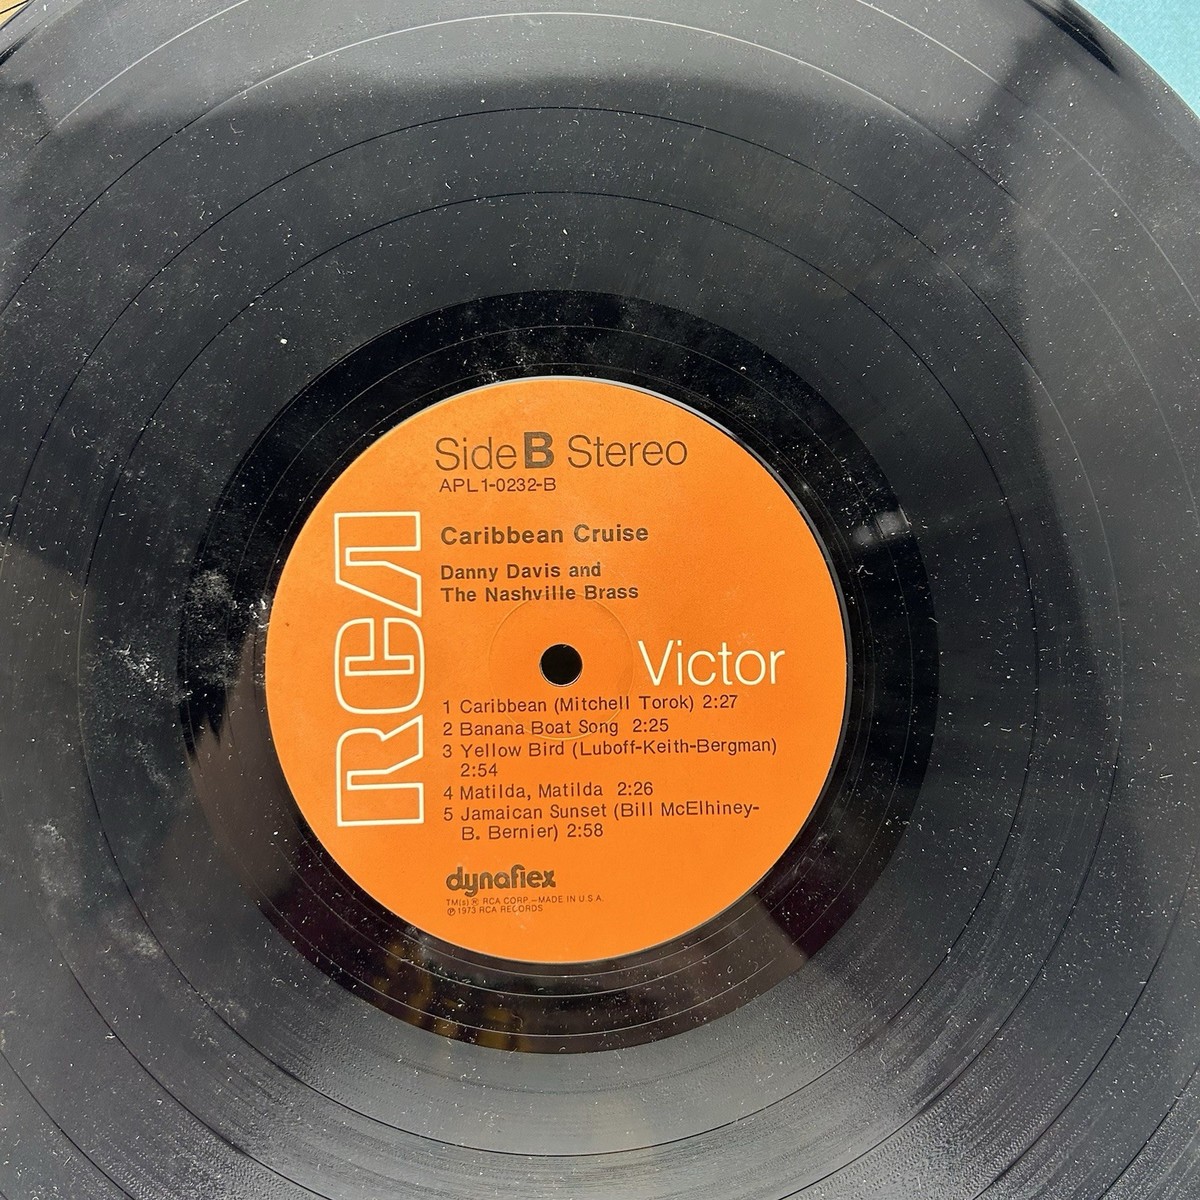 Side B Stereo
APL1-0232-B
Caribbean Cruise
Danny Davis and
The Nashville Brass
RCA
Victor
1 Caribbean (Mitchell Torok) 2:27
2 Banana Boat Song 2:25
3 Yellow Bird (Luboff-Keith-Bergman)
2:54
4 Matilda, Matilda 2:26
5 Jamaican Sunset (Bill McElhiney-
B. Bernier) 2:58
dynaflex
TM(s) ® RCA CORP.-MADE IN U.S.A.
℗ 1973 RCA RECORDS